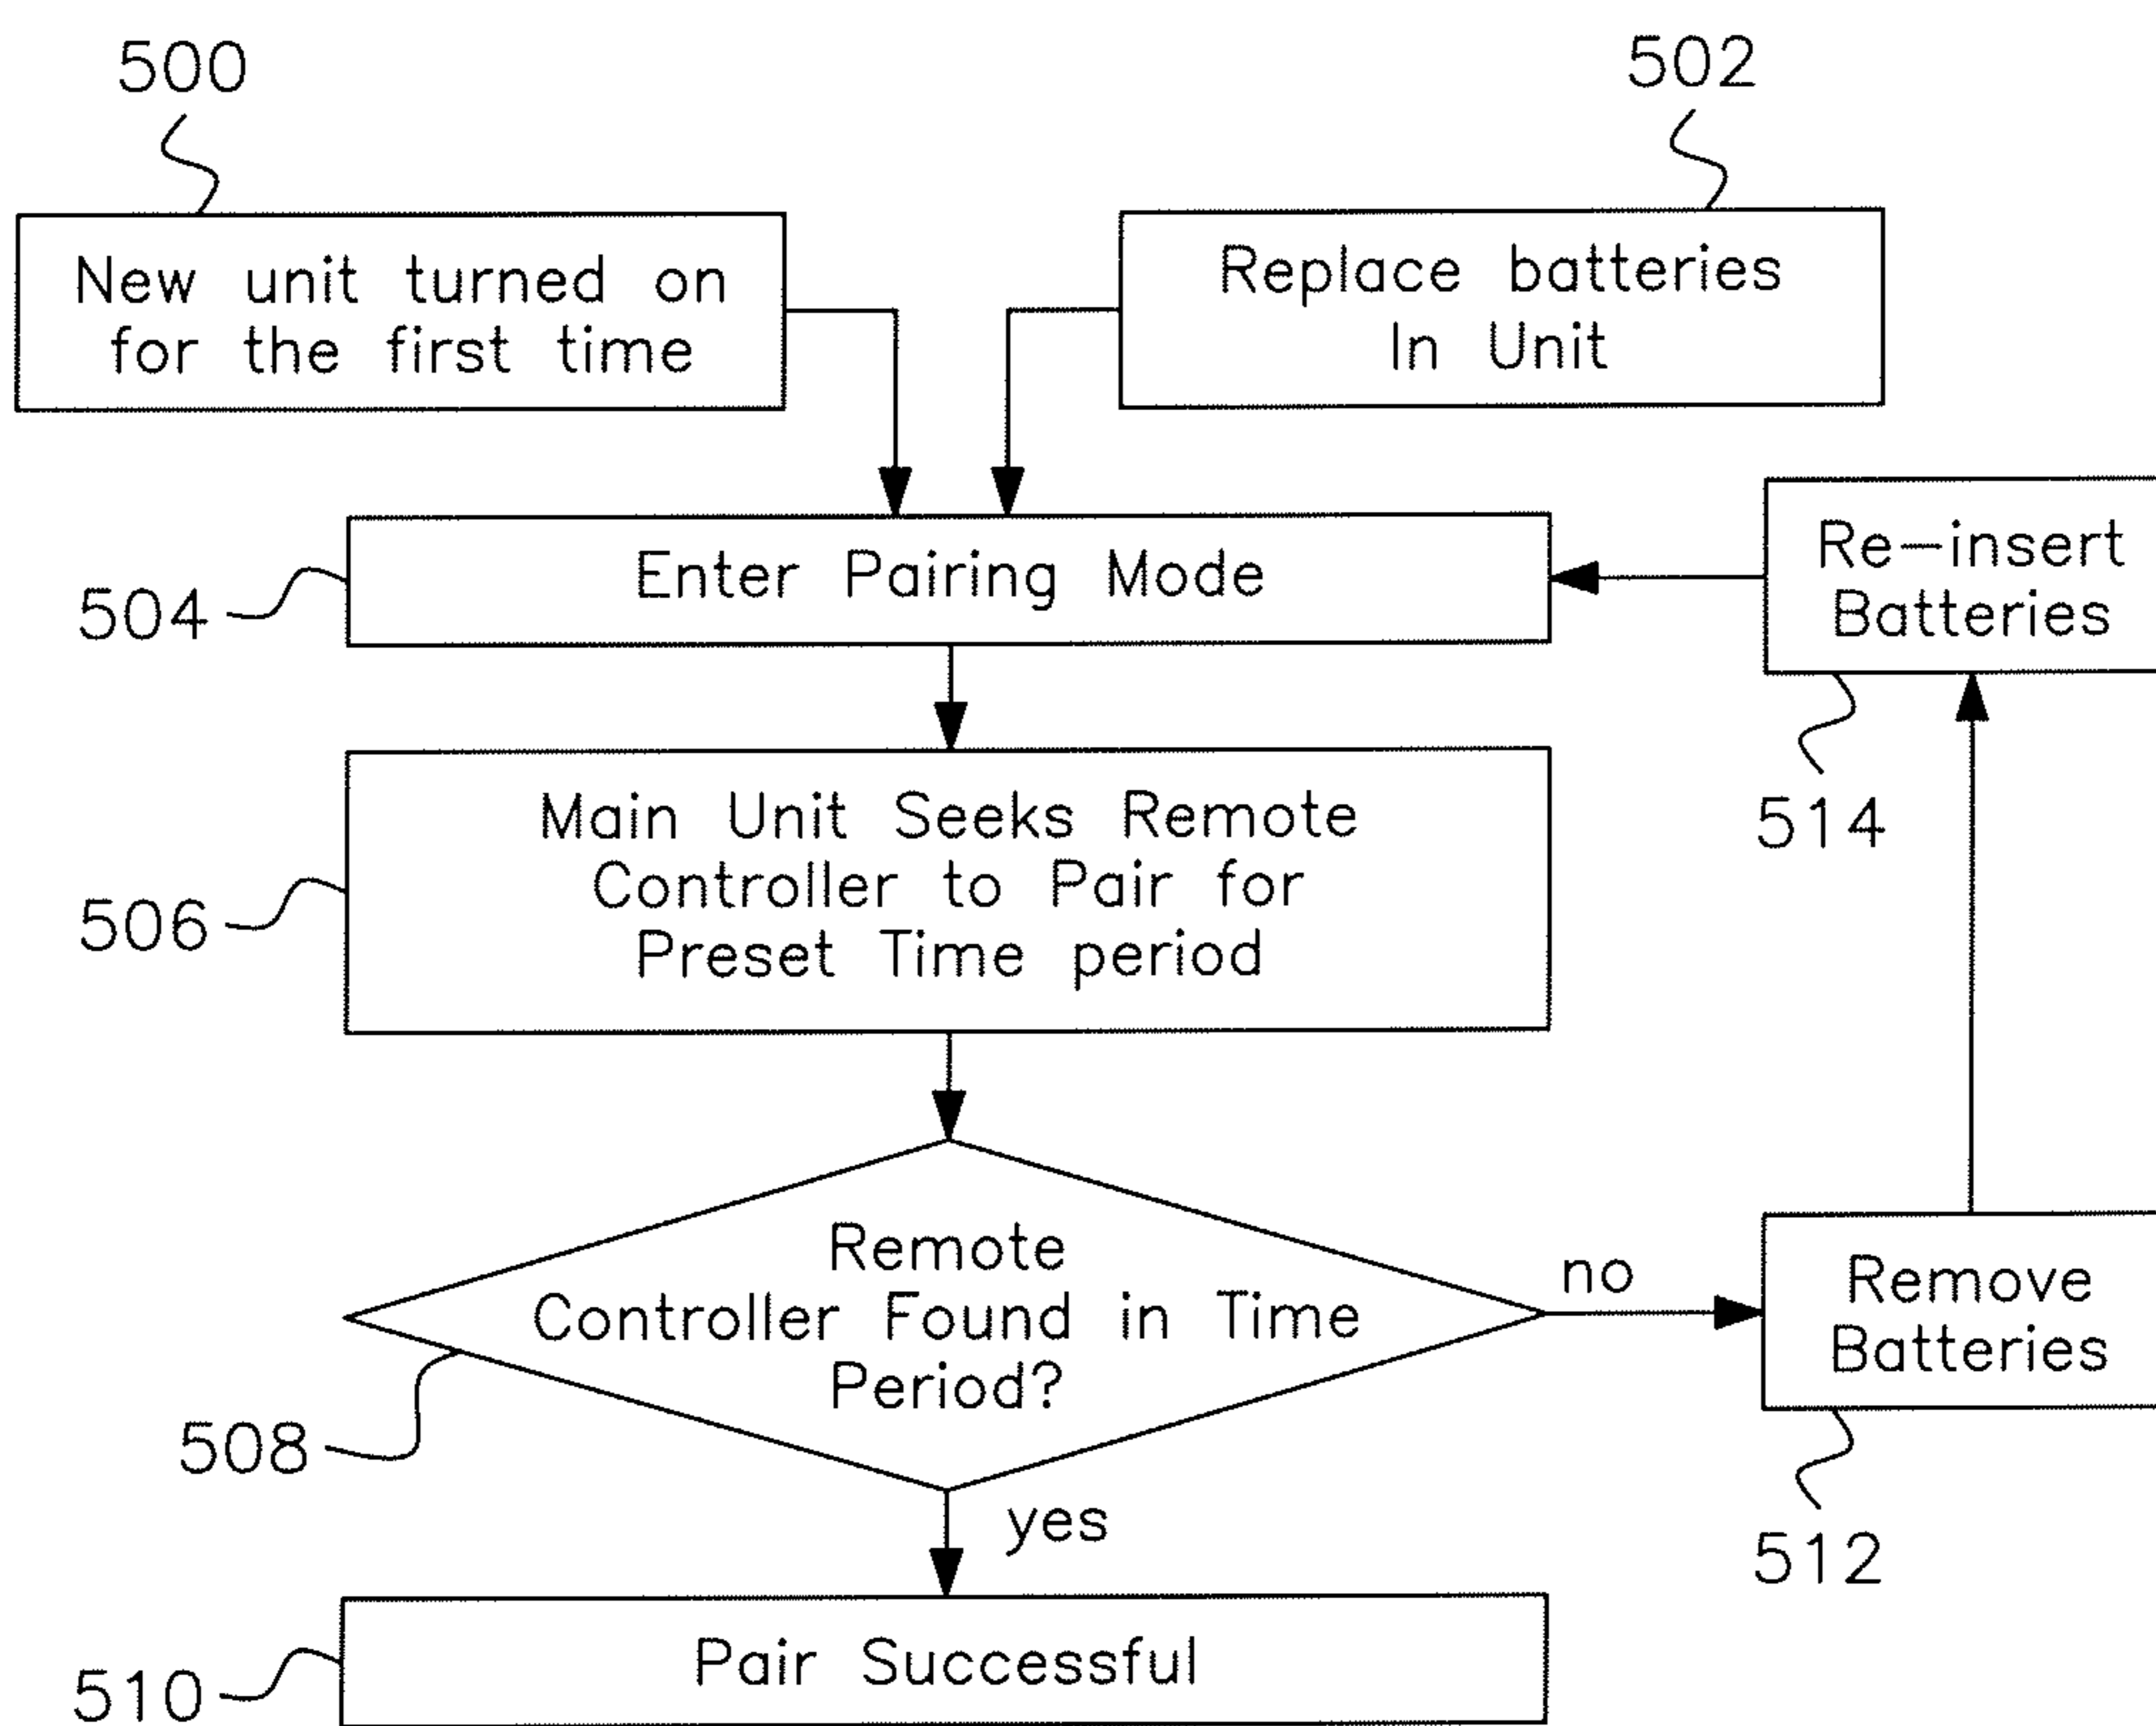 500
502
New unit turned on
for the first time
Replace batteries
In Unit
Enter Pairing Mode
504
Re-insert
Batteries
514
Main Unit Seeks Remote
Controller to Pair for
Preset Time period
506
Remote
Controller Found in Time
Period?
508
no
Remove
Batteries
512
yes
Pair Successful
510